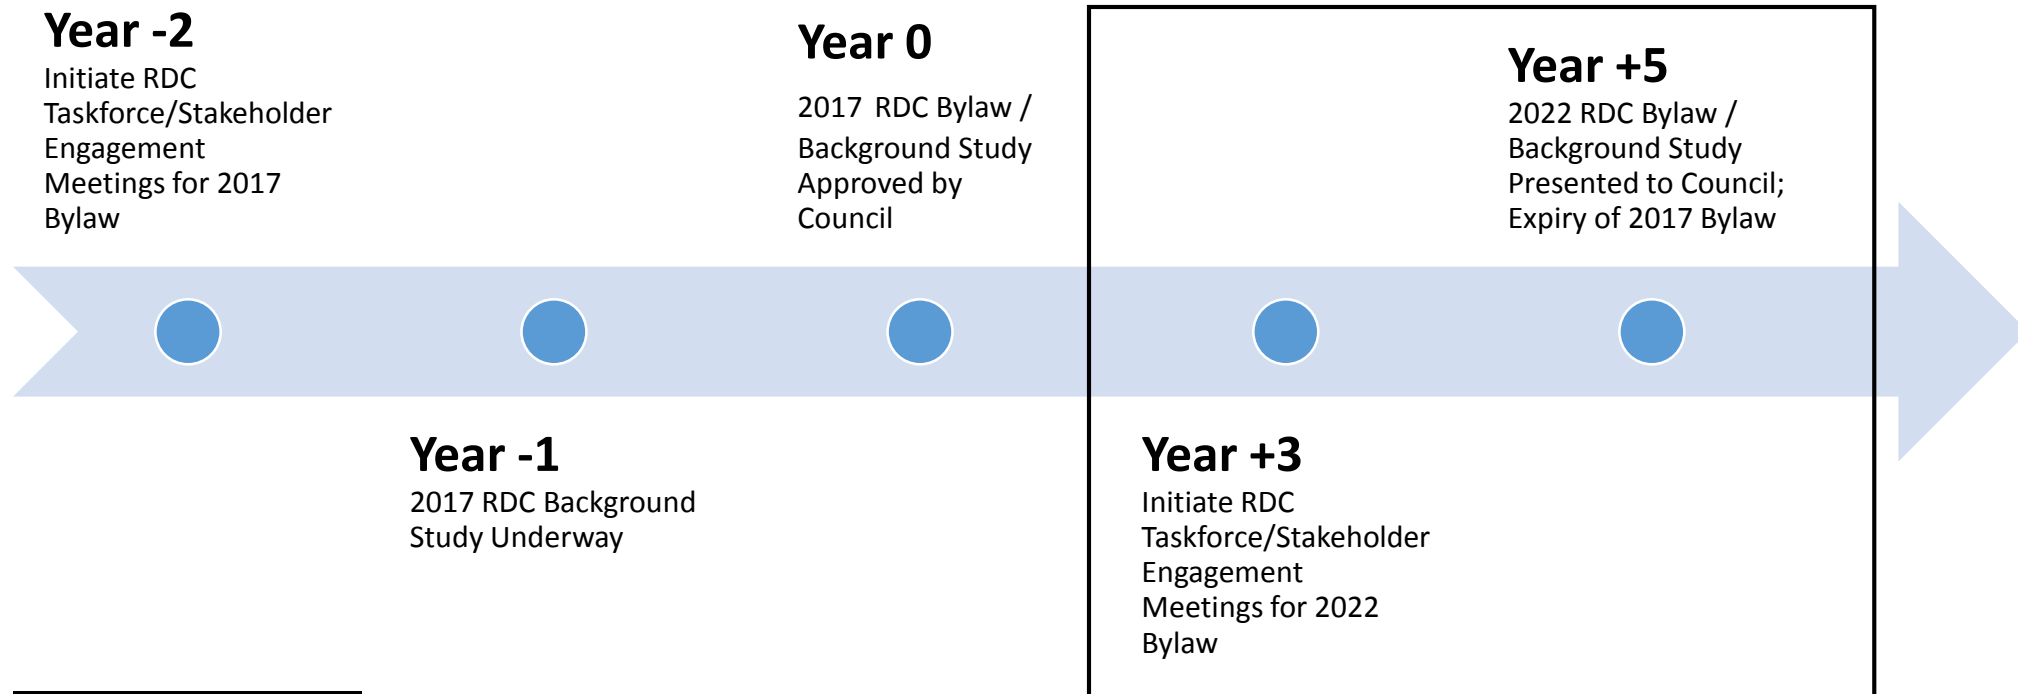 Year -2
Initiate RDC
Taskforce/Stakeholder
Engagement
Meetings for 2017
Bylaw
Year -1
2017 RDC Background
Study Underway
Year 0
2017 RDC Bylaw /
Background Study
Approved by
Council
Year +3
Initiate RDC
Taskforce/Stakeholder
Engagement
Meetings for 2022
Bylaw
Year +5
2022 RDC Bylaw /
Background Study
Presented to Council;
Expiry of 2017 Bylaw